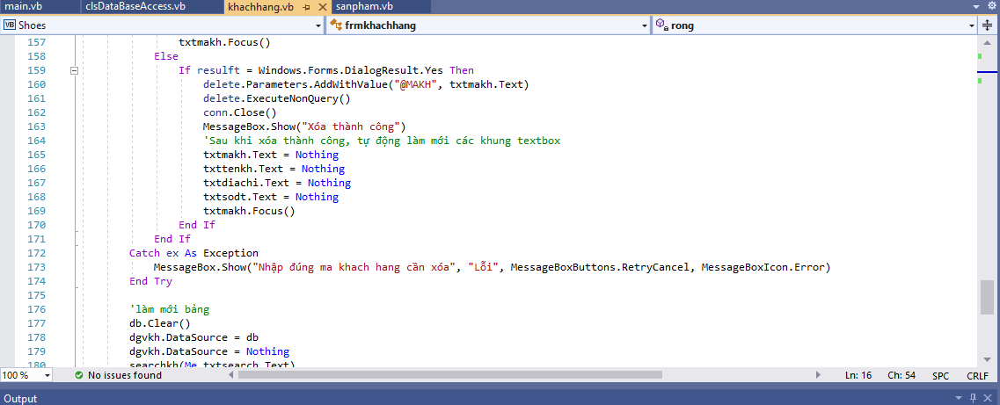 main.vb clsDataBaseAccess.vb khachhang.vb sanpham.vb
VB Shoes frmkhachhang rong
157 txtmakh.Focus()
158 Else
159 If resulft = Windows.Forms.DialogResult.Yes Then
160 delete.Parameters.AddWithValue("@MAKH", txtmakh.Text)
161 delete.ExecuteNonQuery()
162 conn.Close()
163 MessageBox.Show("Xóa thành công")
164 'Sau khi xóa thành công, tự động làm mới các khung textbox
165 txtmakh.Text = Nothing
166 txttenkh.Text = Nothing
167 txtdiachi.Text = Nothing
168 txtsodt.Text = Nothing
169 txtmakh.Focus()
170 End If
171 End If
172 Catch ex As Exception
173 MessageBox.Show("Nhập đúng ma khach hang cần xóa", "Lỗi", MessageBoxButtons.RetryCancel, MessageBoxIcon.Error)
174 End Try
175
176 'làm mới bảng
177 db.Clear()
178 dgvkh.DataSource = db
179 dgvkh.DataSource = Nothing
180 searchkh(Me.txtsearch.Text)
100 % No issues found Ln: 16 Ch: 54 SPC CRLF
Output